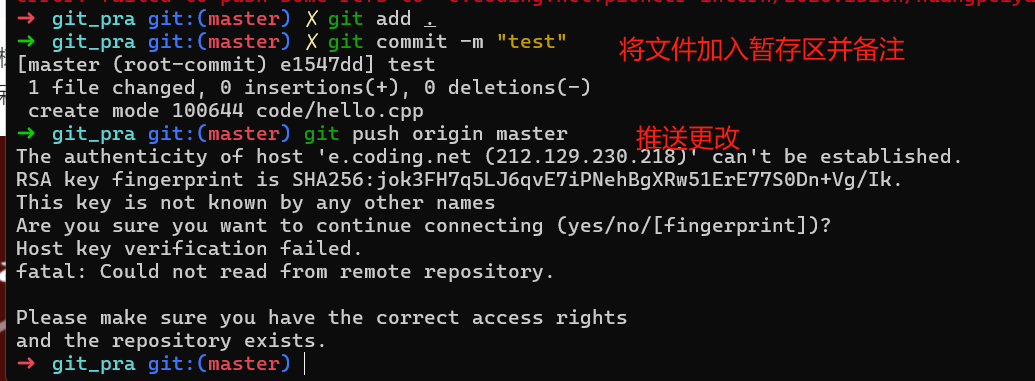 ➜ git_pra git:(master) ✗ git add .
➜ git_pra git:(master) ✗ git commit -m "test"
将文件加入暂存区并备注
[master (root-commit) e1547dd] test
1 file changed, 0 insertions(+), 0 deletions(-)
create mode 100644 code/hello.cpp
➜ git_pra git:(master) git push origin master
推送更改
The authenticity of host 'e.coding.net (212.129.230.218)' can't be established.
RSA key fingerprint is SHA256:jok3FH7q5LJ6qvE7iPNehBgXRw51ErE77S0Dn+Vg/Ik.
This key is not known by any other names
Are you sure you want to continue connecting (yes/no/[fingerprint])?
Host key verification failed.
fatal: Could not read from remote repository.
Please make sure you have the correct access rights
and the repository exists.
➜ git_pra git:(master)